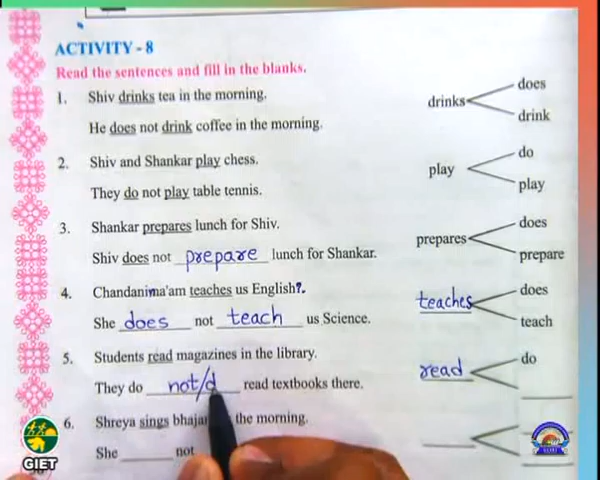 ACTIVITY - 8
Read the sentences and fill in the blanks.
1. Shiv drinks tea in the morning.
He does not drink coffee in the morning.
drinks does drink
2. Shiv and Shankar play chess.
They do not play table tennis.
play do play
3. Shankar prepares lunch for Shiv.
Shiv does not prepare lunch for Shankar.
prepares does prepare
4. Chandanima'am teaches us English?.
She does not teach us Science.
teaches does teach
5. Students read magazines in the library.
They do not/d read textbooks there.
read do
6. Shreya sings bhajan the morning.
She not
GIET